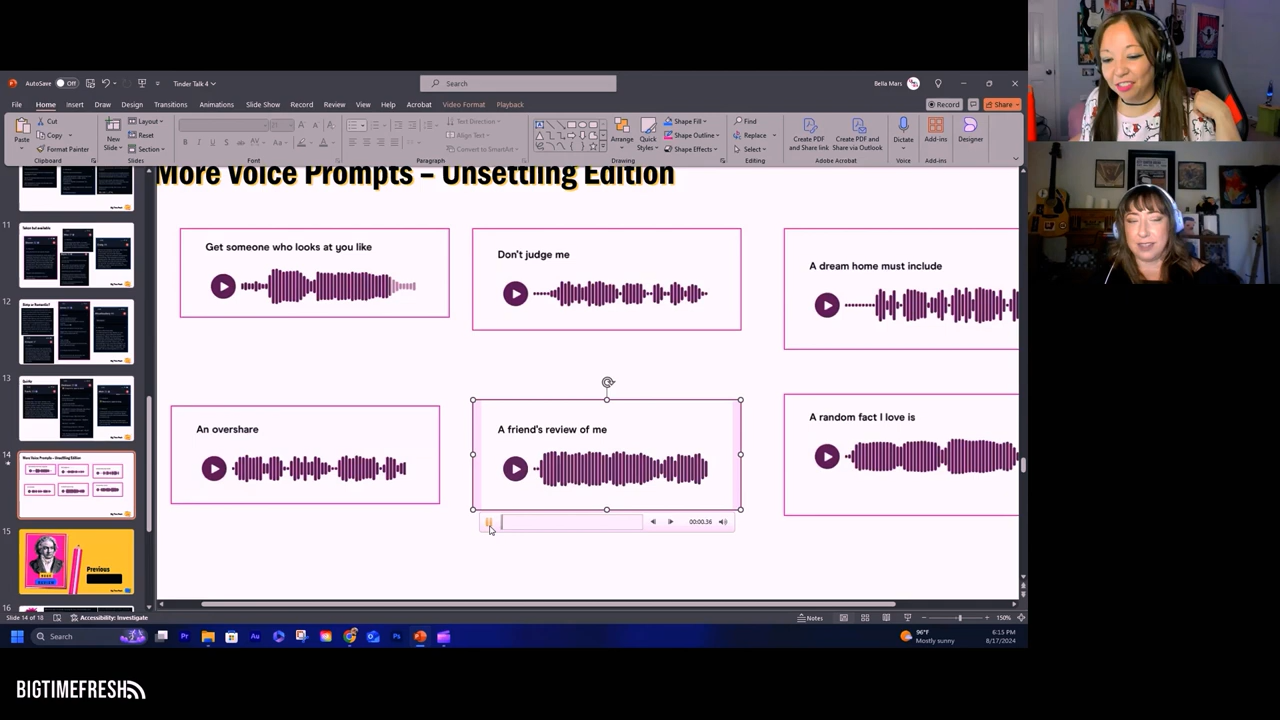 AutoSave Off
Tinder Talk 4
Search
Bella Mars
File Home Insert Draw Design Transitions Animations Slide Show Record Review View Help Acrobat Video Format Playback
Record Share
Paste
Cut
Copy
Format Painter
Clipboard
New Slide
Layout
Reset
Section
Slides
Font
Text Direction
Align Text
Convert to SmartArt
Paragraph
Arrange
Quick Styles
Shape Fill
Shape Outline
Shape Effects
Drawing
Find
Replace
Select
Editing
Create PDF and Share link
Create PDF and Share via Outlook
Adobe Acrobat
Dictate
Voice
Add-ins
Add-ins
Designer
More Voice Prompts – Unsettling Edition
Get someone who looks at you like
Don't judge me
A dream home must include
An overshare
A friend's review of me
A random fact I love is
00:00.36
11
12
13
14
More Voice Prompts – Unsettling Edition
15
Previous
16
Slide 14 of 18
Accessibility: Investigate
Notes
150%
Search
96°F
Mostly sunny
6:15 PM
8/17/2024
BIGTIMEFRESH